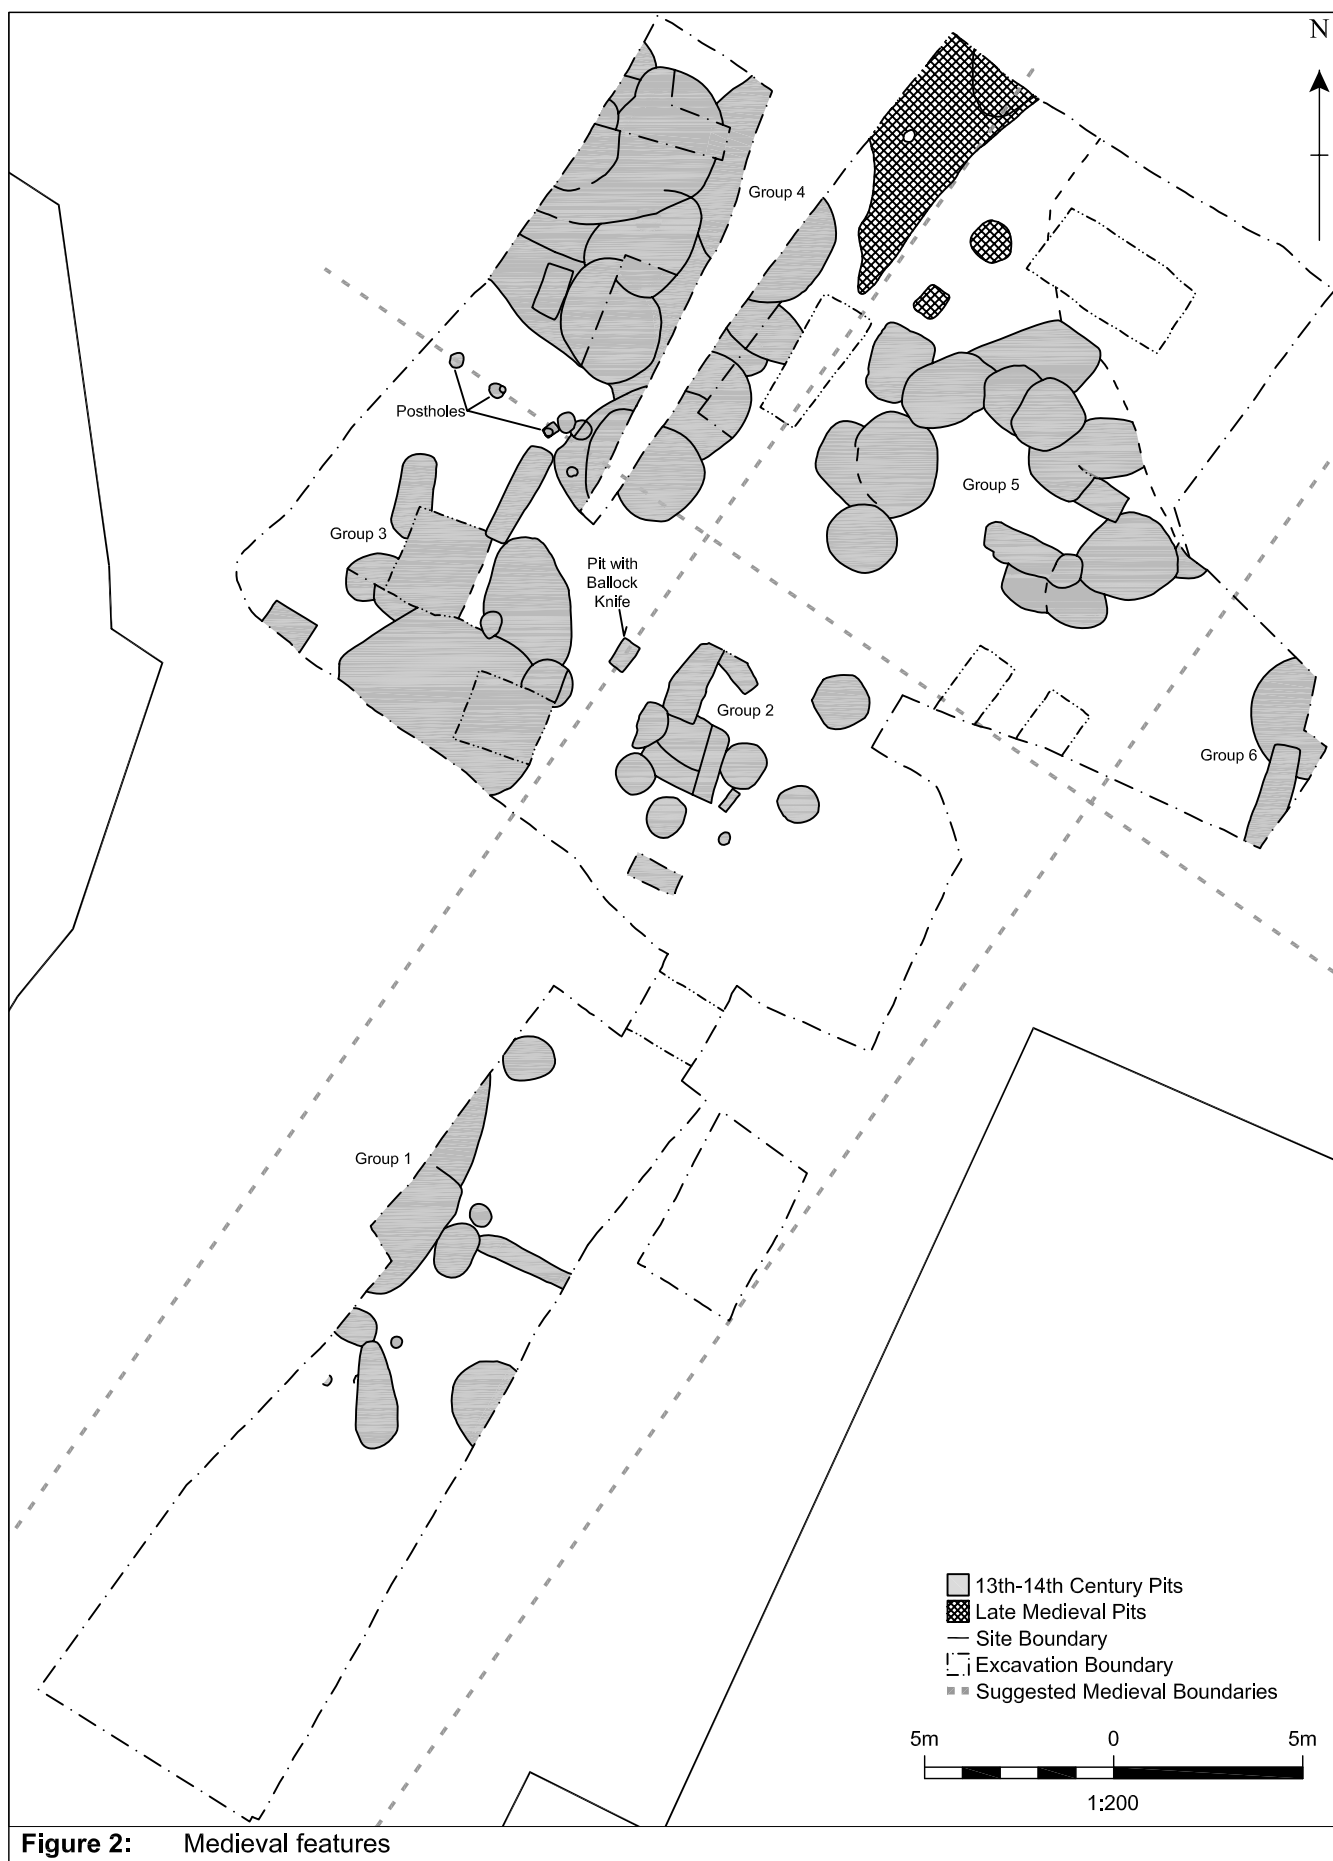 N
Group 4
Postholes
Group 5
Group 3
Pit with
Ballock
Knife
Group 2
Group 6
Group 1
13th-14th Century Pits
Late Medieval Pits
Site Boundary
Excavation Boundary
Suggested Medieval Boundaries
5m 0 5m
1:200
Figure 2: Medieval features